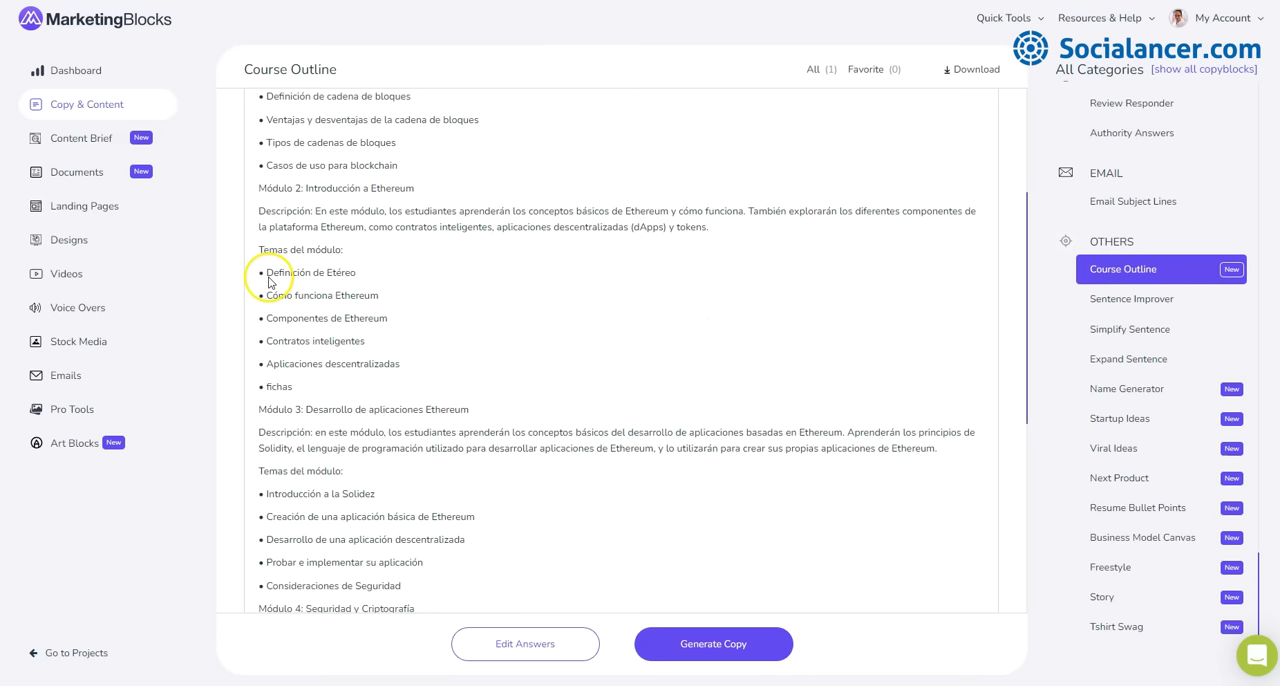 MarketingBlocks
Quick Tools
Resources & Help
My Account
Socialancer.com
Dashboard
Copy & Content
Content Brief New
Documents New
Landing Pages
Designs
Videos
Voice Overs
Stock Media
Emails
Pro Tools
Art Blocks New
Go to Projects
Course Outline
All (1) Favorite (0) Download
• Definición de cadena de bloques
• Ventajas y desventajas de la cadena de bloques
• Tipos de cadenas de bloques
• Casos de uso para blockchain
Módulo 2: Introducción a Ethereum
Descripción: En este módulo, los estudiantes aprenderán los conceptos básicos de Ethereum y cómo funciona. También explorarán los diferentes componentes de
la plataforma Ethereum, como contratos inteligentes, aplicaciones descentralizadas (dApps) y tokens.
Temas del módulo:
• Definición de Etéreo
• Cómo funciona Ethereum
• Componentes de Ethereum
• Contratos inteligentes
• Aplicaciones descentralizadas
• fichas
Módulo 3: Desarrollo de aplicaciones Ethereum
Descripción: en este módulo, los estudiantes aprenderán los conceptos básicos del desarrollo de aplicaciones basadas en Ethereum. Aprenderán los principios de
Solidity, el lenguaje de programación utilizado para desarrollar aplicaciones de Ethereum, y lo utilizarán para crear sus propias aplicaciones de Ethereum.
Temas del módulo:
• Introducción a la Solidez
• Creación de una aplicación básica de Ethereum
• Desarrollo de una aplicación descentralizada
• Probar e implementar su aplicación
• Consideraciones de Seguridad
Módulo 4: Seguridad y Criptografía
Edit Answers
Generate Copy
All Categories [show all copyblocks]
Review Responder
Authority Answers
EMAIL
Email Subject Lines
OTHERS
Course Outline New
Sentence Improver
Simplify Sentence
Expand Sentence
Name Generator New
Startup Ideas New
Viral Ideas New
Next Product New
Resume Bullet Points New
Business Model Canvas New
Freestyle New
Story New
Tshirt Swag New